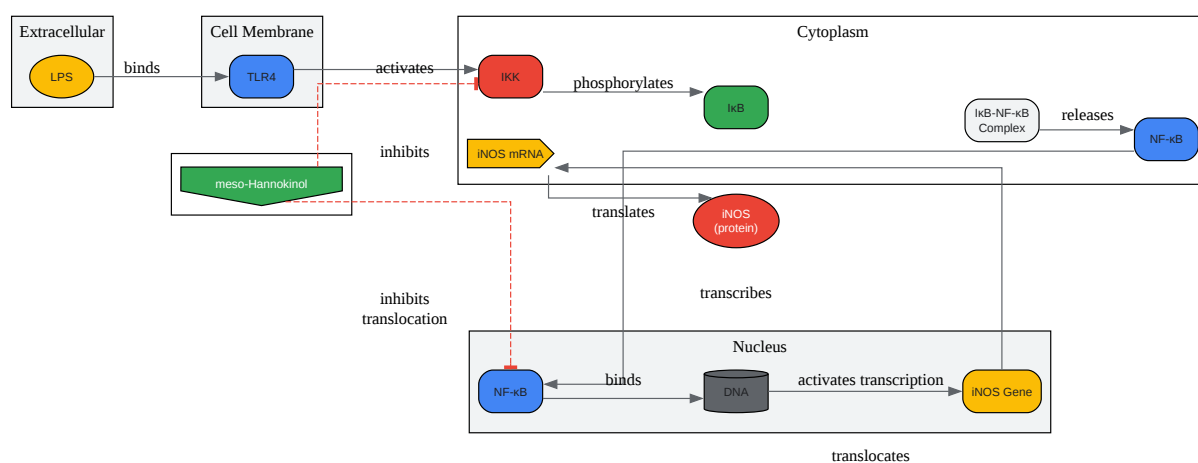 Extracellular
Cell Membrane
Cytoplasm
LPS
binds
TLR4
activates
IKK
phosphorylates
IκB
IκB-NF-κB
Complex
releases
NF-κB
inhibits
iNOS mRNA
meso-Hannokinol
translates
iNOS
(protein)
inhibits
translocation
transcribes
Nucleus
NF-κB
binds
DNA
activates transcription
iNOS Gene
translocates